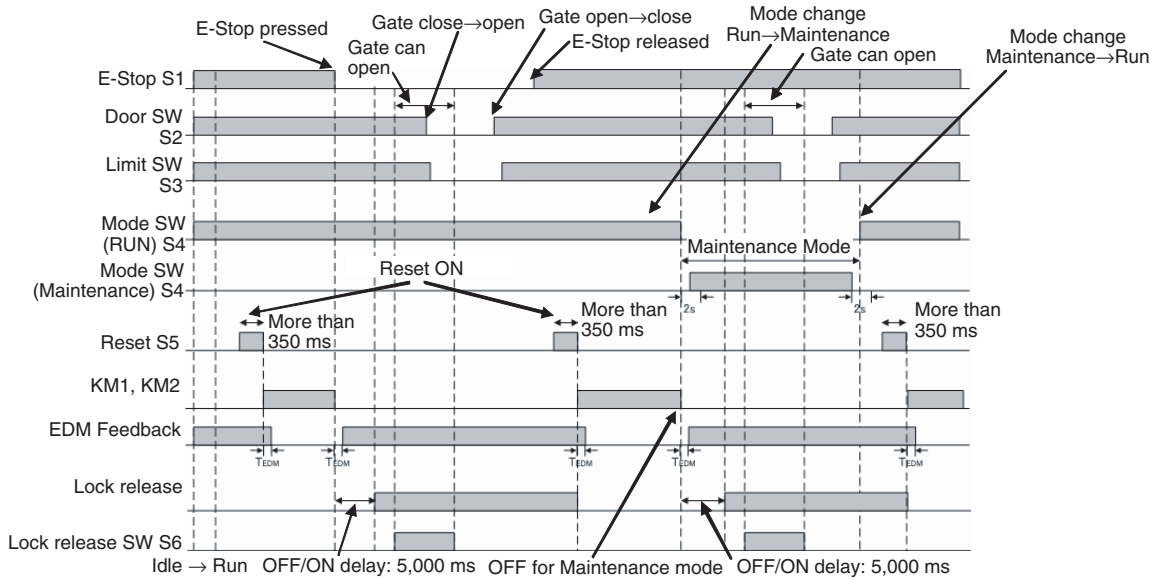 E-Stop pressed
Gate close→open
Gate can
open
Gate open→close
E-Stop released
Mode change
Run→Maintenance
Gate can open
Mode change
Maintenance→Run
E-Stop S1
Door SW
S2
Limit SW
S3
Mode SW
(RUN) S4
Maintenance Mode
Mode SW
(Maintenance) S4
Reset ON
2s
2s
More than
350 ms
More than
350 ms
More than
350 ms
Reset S5
KM1, KM2
EDM Feedback
TEDM
TEDM
TEDM
TEDM
TEDM
Lock release
Lock release SW S6
Idle → Run
OFF/ON delay: 5,000 ms
OFF for Maintenance mode
OFF/ON delay: 5,000 ms